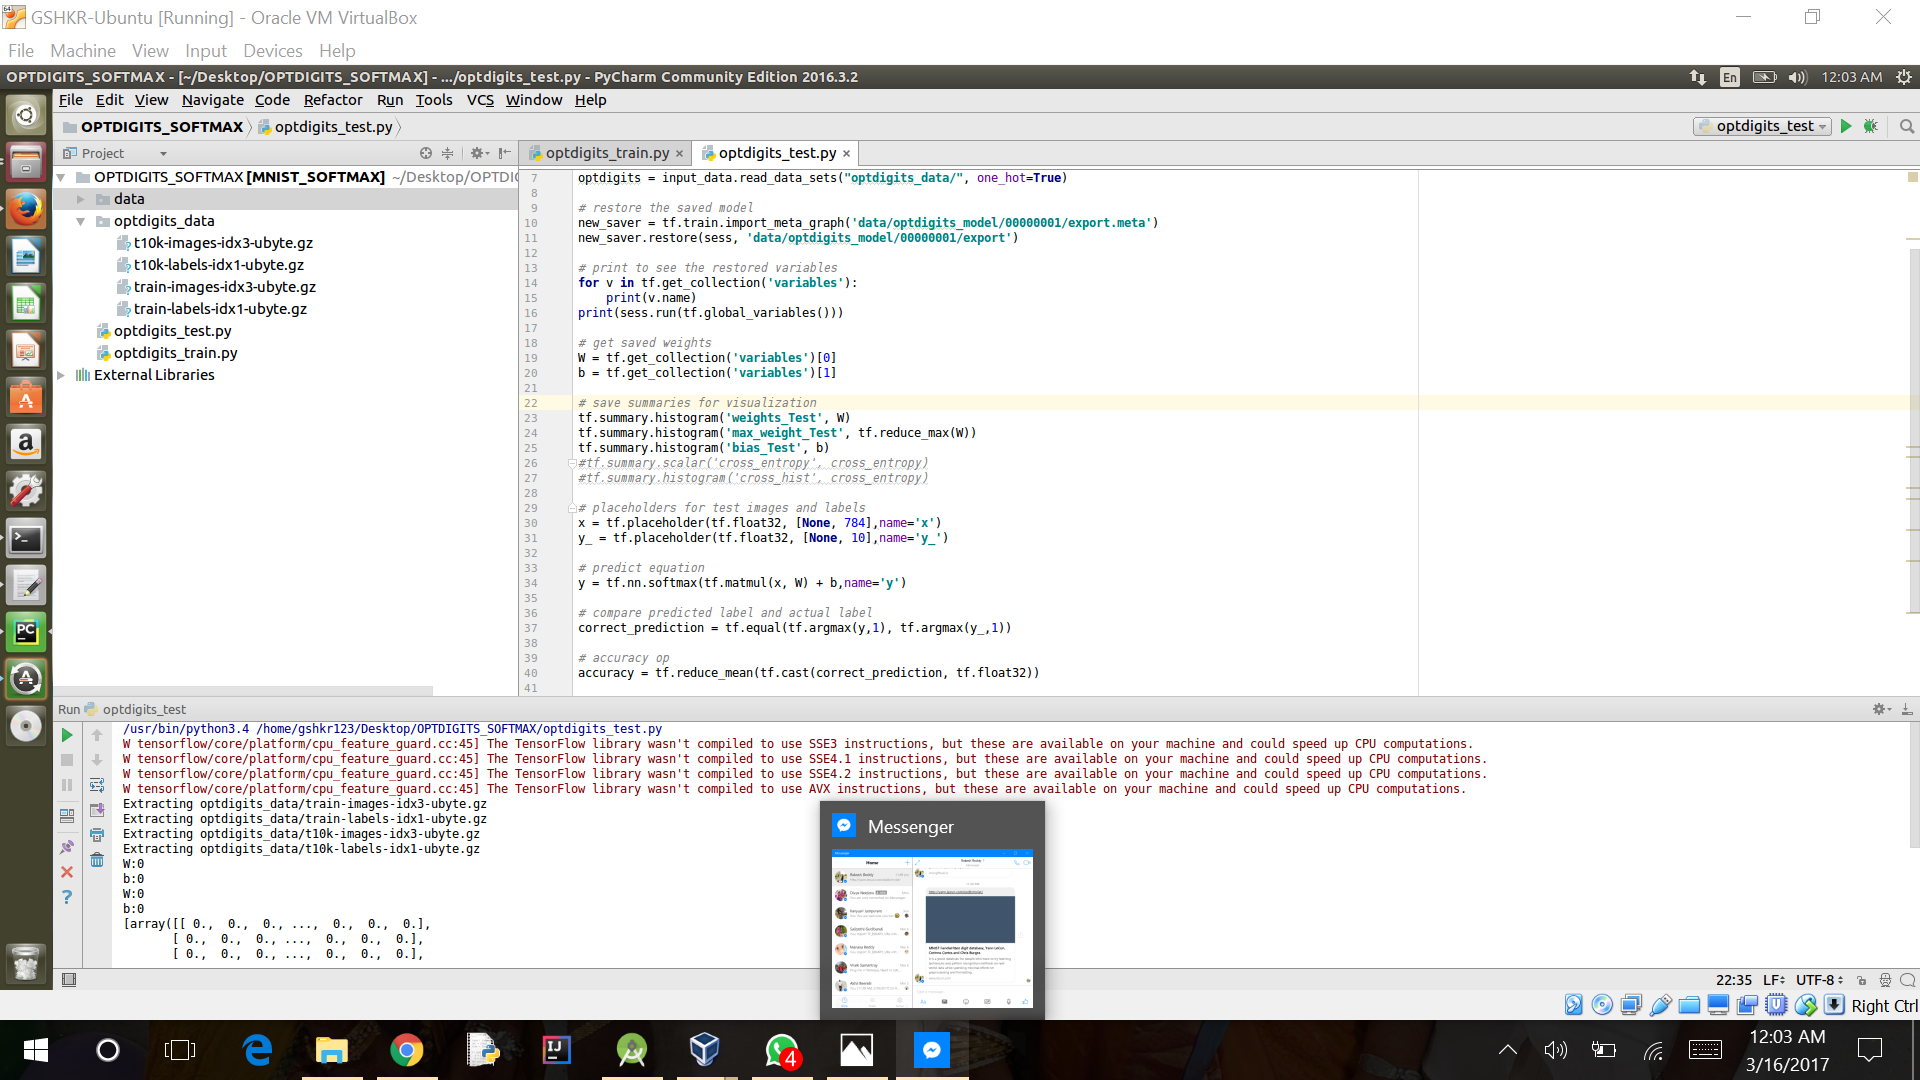 GSHKR-Ubuntu [Running] - Oracle VM VirtualBox
File Machine View Input Devices Help
OPTDIGITS_SOFTMAX - [~/Desktop/OPTDIGITS_SOFTMAX] - .../optdigits_test.py - PyCharm Community Edition 2016.3.2
En
12:03 AM
File Edit View Navigate Code Refactor Run Tools VCS Window Help
OPTDIGITS_SOFTMAX
optdigits_test.py
optdigits_test
Project
optdigits_train.py ×
optdigits_test.py ×
OPTDIGITS_SOFTMAX [MNIST_SOFTMAX] ~/Desktop/OPTDIG
data
optdigits_data
t10k-images-idx3-ubyte.gz
t10k-labels-idx1-ubyte.gz
train-images-idx3-ubyte.gz
train-labels-idx1-ubyte.gz
optdigits_test.py
optdigits_train.py
External Libraries
7 optdigits = input_data.read_data_sets("optdigits_data/", one_hot=True)
8
9 # restore the saved model
10 new_saver = tf.train.import_meta_graph('data/optdigits_model/00000001/export.meta')
11 new_saver.restore(sess, 'data/optdigits_model/00000001/export')
12
13 # print to see the restored variables
14 for v in tf.get_collection('variables'):
15 print(v.name)
16 print(sess.run(tf.global_variables()))
17
18 # get saved weights
19 W = tf.get_collection('variables')[0]
20 b = tf.get_collection('variables')[1]
21
22 # save summaries for visualization
23 tf.summary.histogram('weights_Test', W)
24 tf.summary.histogram('max_weight_Test', tf.reduce_max(W))
25 tf.summary.histogram('bias_Test', b)
26 #tf.summary.scalar('cross_entropy', cross_entropy)
27 #tf.summary.histogram('cross_hist', cross_entropy)
28
29 # placeholders for test images and labels
30 x = tf.placeholder(tf.float32, [None, 784],name='x')
31 y_ = tf.placeholder(tf.float32, [None, 10],name='y_')
32
33 # predict equation
34 y = tf.nn.softmax(tf.matmul(x, W) + b,name='y')
35
36 # compare predicted label and actual label
37 correct_prediction = tf.equal(tf.argmax(y,1), tf.argmax(y_,1))
38
39 # accuracy op
40 accuracy = tf.reduce_mean(tf.cast(correct_prediction, tf.float32))
41
Run optdigits_test
/usr/bin/python3.4 /home/gshkr123/Desktop/OPTDIGITS_SOFTMAX/optdigits_test.py
W tensorflow/core/platform/cpu_feature_guard.cc:45] The TensorFlow library wasn't compiled to use SSE3 instructions, but these are available on your machine and could speed up CPU computations.
W tensorflow/core/platform/cpu_feature_guard.cc:45] The TensorFlow library wasn't compiled to use SSE4.1 instructions, but these are available on your machine and could speed up CPU computations.
W tensorflow/core/platform/cpu_feature_guard.cc:45] The TensorFlow library wasn't compiled to use SSE4.2 instructions, but these are available on your machine and could speed up CPU computations.
W tensorflow/core/platform/cpu_feature_guard.cc:45] The TensorFlow library wasn't compiled to use AVX instructions, but these are available on your machine and could speed up CPU computations.
Extracting optdigits_data/train-images-idx3-ubyte.gz
Extracting optdigits_data/train-labels-idx1-ubyte.gz
Extracting optdigits_data/t10k-images-idx3-ubyte.gz
Extracting optdigits_data/t10k-labels-idx1-ubyte.gz
W:0
b:0
W:0
b:0
[array([[ 0., 0., 0., ..., 0., 0., 0.],
[ 0., 0., 0., ..., 0., 0., 0.],
[ 0., 0., 0., ..., 0., 0., 0.],
Messenger
Home
22:35 LF÷ UTF-8÷
Right Ctrl
4
12:03 AM
3/16/2017